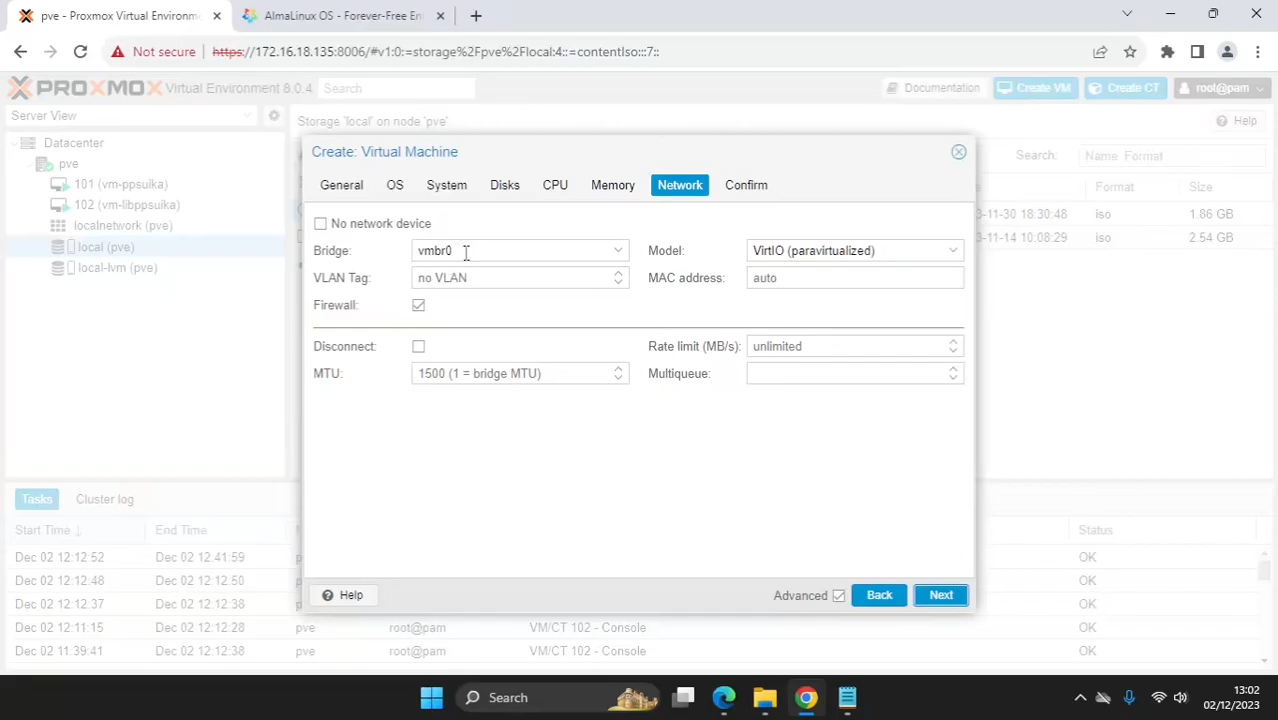 pve - Proxmox Virtual Environm
AlmaLinux OS - Forever-Free Ent
Not secure
https://172.16.18.135:8006/#v1:0:=storage%2Fpve%2Flocal:4::=contentIso:::7::
PROXMOX Virtual Environment 8.0.4 Search Documentation Create VM Create CT root@pam
Server View Storage 'local' on node 'pve' Help
Datacenter
pve
101 (vm-ppsuika)
102 (vm-libppsuika)
localnetwork (pve)
local (pve)
local-lvm (pve)
Search: Name, Format
Format Size
3-11-30 18:30:48 iso 1.86 GB
3-11-14 10:08:29 iso 2.54 GB
Create: Virtual Machine
General OS System Disks CPU Memory Network Confirm
No network device
Bridge: vmbr0 Model: VirtIO (paravirtualized)
VLAN Tag: no VLAN MAC address: auto
Firewall:
Disconnect: Rate limit (MB/s): unlimited
MTU: 1500 (1 = bridge MTU) Multiqueue:
Help Advanced Back Next
Tasks Cluster log
Start Time End Time Status
Dec 02 12:12:52 Dec 02 12:41:59 OK
Dec 02 12:12:48 Dec 02 12:12:50 OK
Dec 02 12:12:37 Dec 02 12:12:38 OK
Dec 02 12:11:15 Dec 02 12:12:28 pve root@pam VM/CT 102 - Console OK
Dec 02 11:39:41 Dec 02 12:12:38 pve root@pam VM/CT 102 - Console OK
Search
13:02
02/12/2023